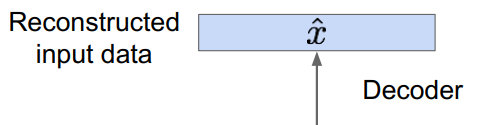 Reconstructed
input data
x̂
Decoder